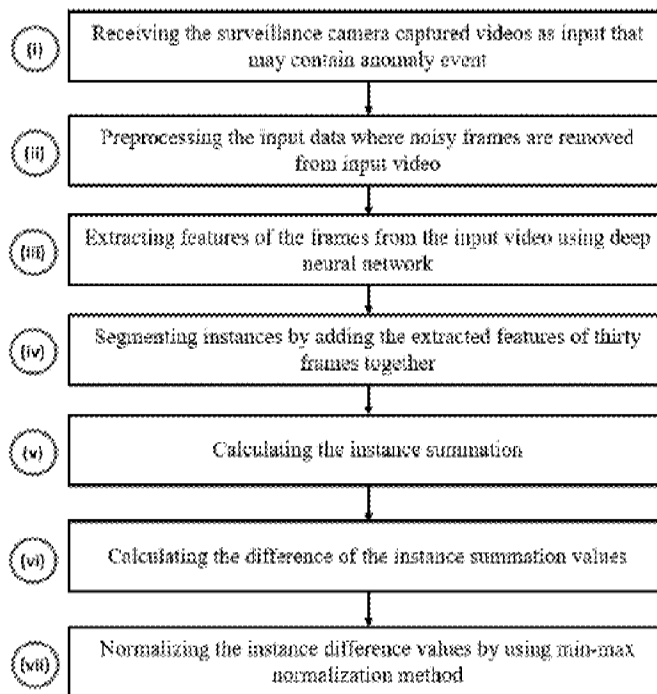 (i)
Receiving the surveillance camera captured videos as input that
may contain anomaly event
(ii)
Preprocessing the input data where noisy frames are removed
from input video
(iii)
Extracting features of the frames from the input video using deep
neural network
(iv)
Segmenting instances by adding the extracted features of thirty
frames together
(v)
Calculating the instance summation
(vi)
Calculating the difference of the instance summation values
(vii)
Normalizing the instance difference values by using min-max
normalization method